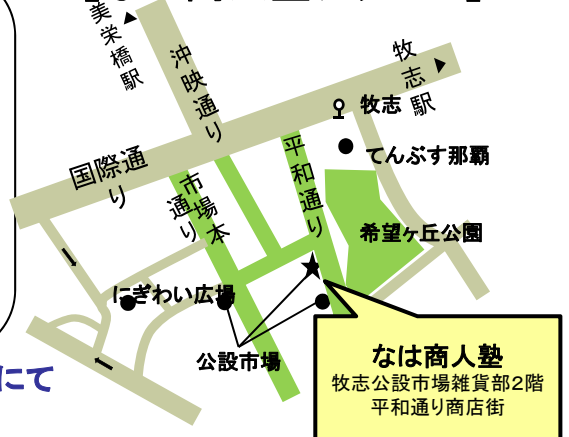 美栄橋駅
沖映通り
牧志駅
牧志
てんぶす那覇
国際通り
平和通り
市場本通り
希望ヶ丘公園
にぎわい広場
公設市場
にて
なは商人塾
牧志公設市場雑貨部2階
平和通り商店街